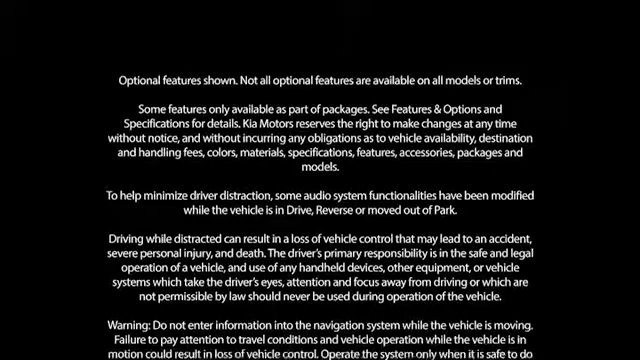 Optional features shown. Not all optional features are available on all models or trims.
Some features only available as part of packages. See Features & Options and
Specifications for details. Kia Motors reserves the right to make changes at any time
without notice, and without incurring any obligations as to vehicle availability, destination
and handling fees, colors, materials, specifications, features, accessories, packages and
models.
To help minimize driver distraction, some audio system functionalities have been modified
while the vehicle is in Drive, Reverse or moved out of Park.
Driving while distracted can result in a loss of vehicle control that may lead to an accident,
severe personal injury, and death. The driver's primary responsibility is in the safe and legal
operation of a vehicle, and use of any handheld devices, other equipment, or vehicle
systems which take the driver's eyes, attention and focus away from driving or which are
not permissible by law should never be used during operation of the vehicle.
Warning: Do not enter information into the navigation system while the vehicle is moving.
Failure to pay attention to travel conditions and vehicle operation while the vehicle is in
motion could result in loss of vehicle control. Operate the system only when it is safe to do